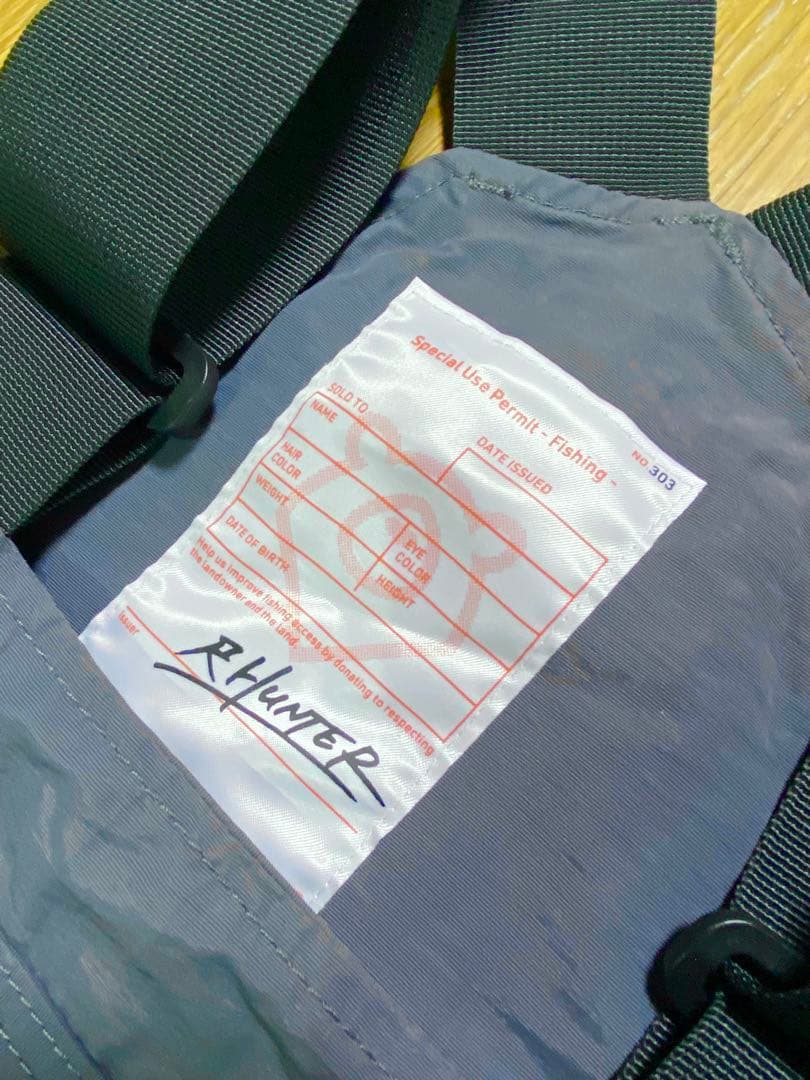 Special Use Permit - Fishing -
NO 303
SOLD TO
DATE ISSUED
NAME
HAIR
COLOR
EYE
COLOR
WEIGHT
HEIGHT
DATE OF BIRTH
Help us improve fishing access by donating to respecting
the landowner and the land.
Issuer
R HUNTER